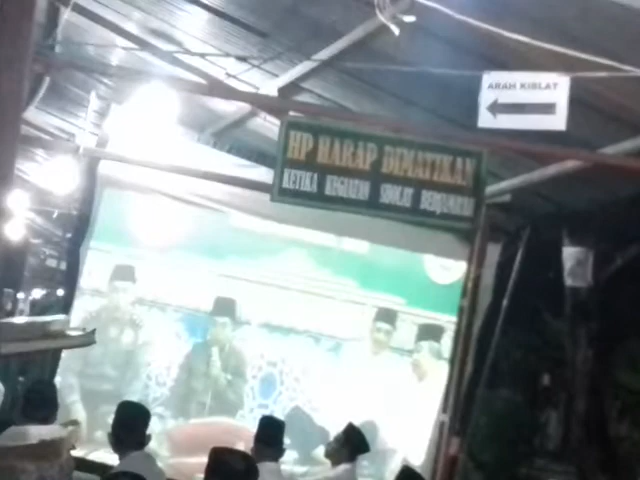 ARAH KIBLAT
HP HARAP DIMATIKAN
KETIKA KEGIATAN SHOLAT BERJAMAAH